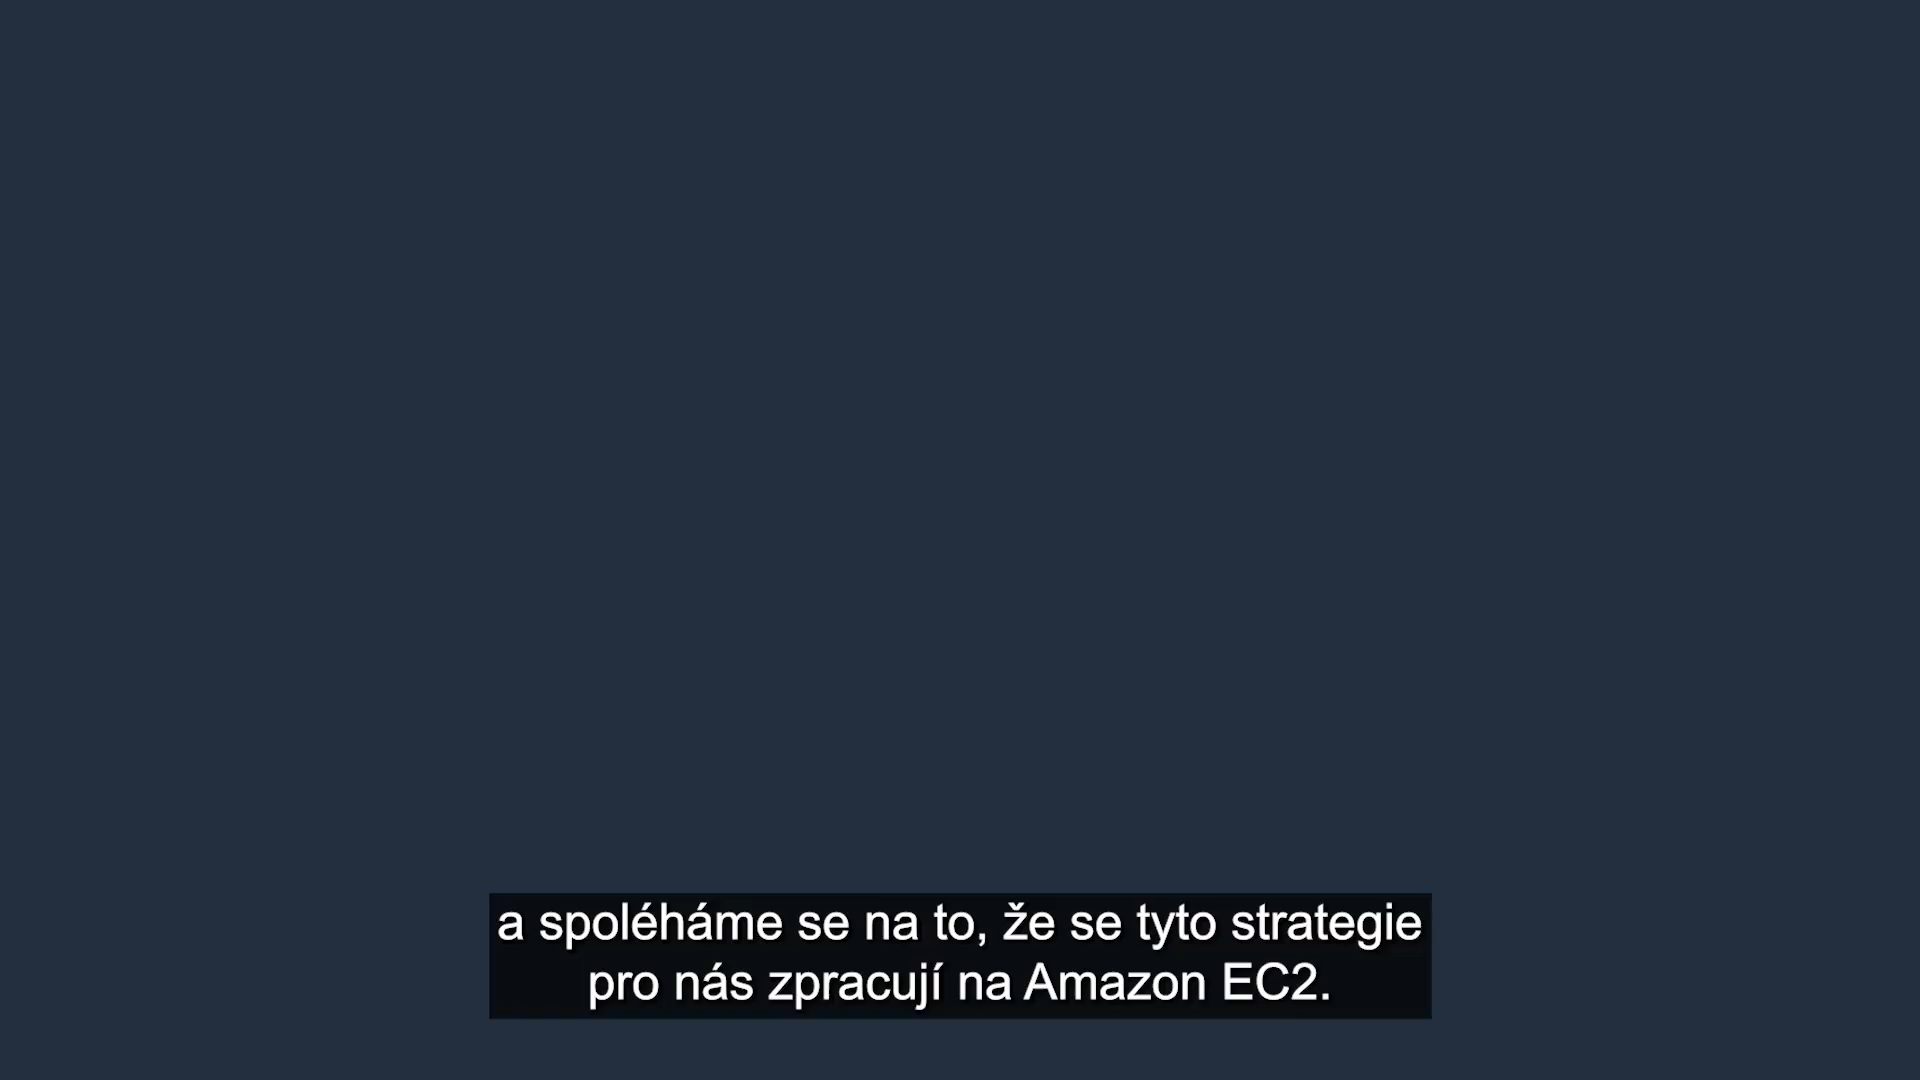 a spoléháme se na to, že se tyto strategie
pro nás zpracují na Amazon EC2.